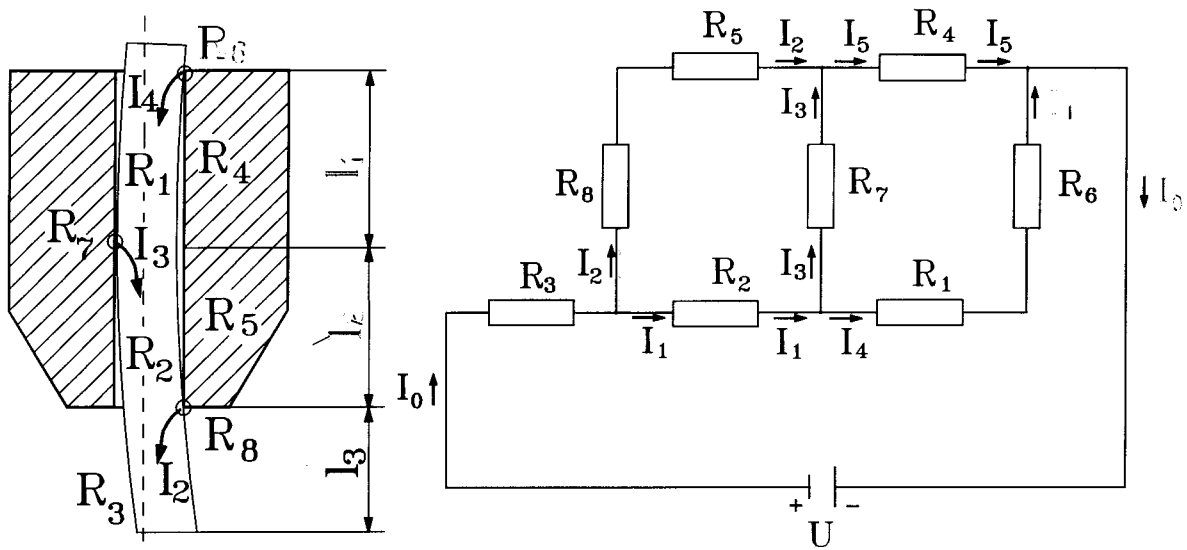 R₆
I₄
R₁
R₄
R₇
I₃
R₂
R₅
R₈
I₂
R₃
l₃
R₅
I₂
I₅
R₄
I₅
I₃
R₈
R₇
R₆
I₀
R₃
I₂
R₂
I₃
R₁
I₁
I₁
I₄
I₀
+
−
U